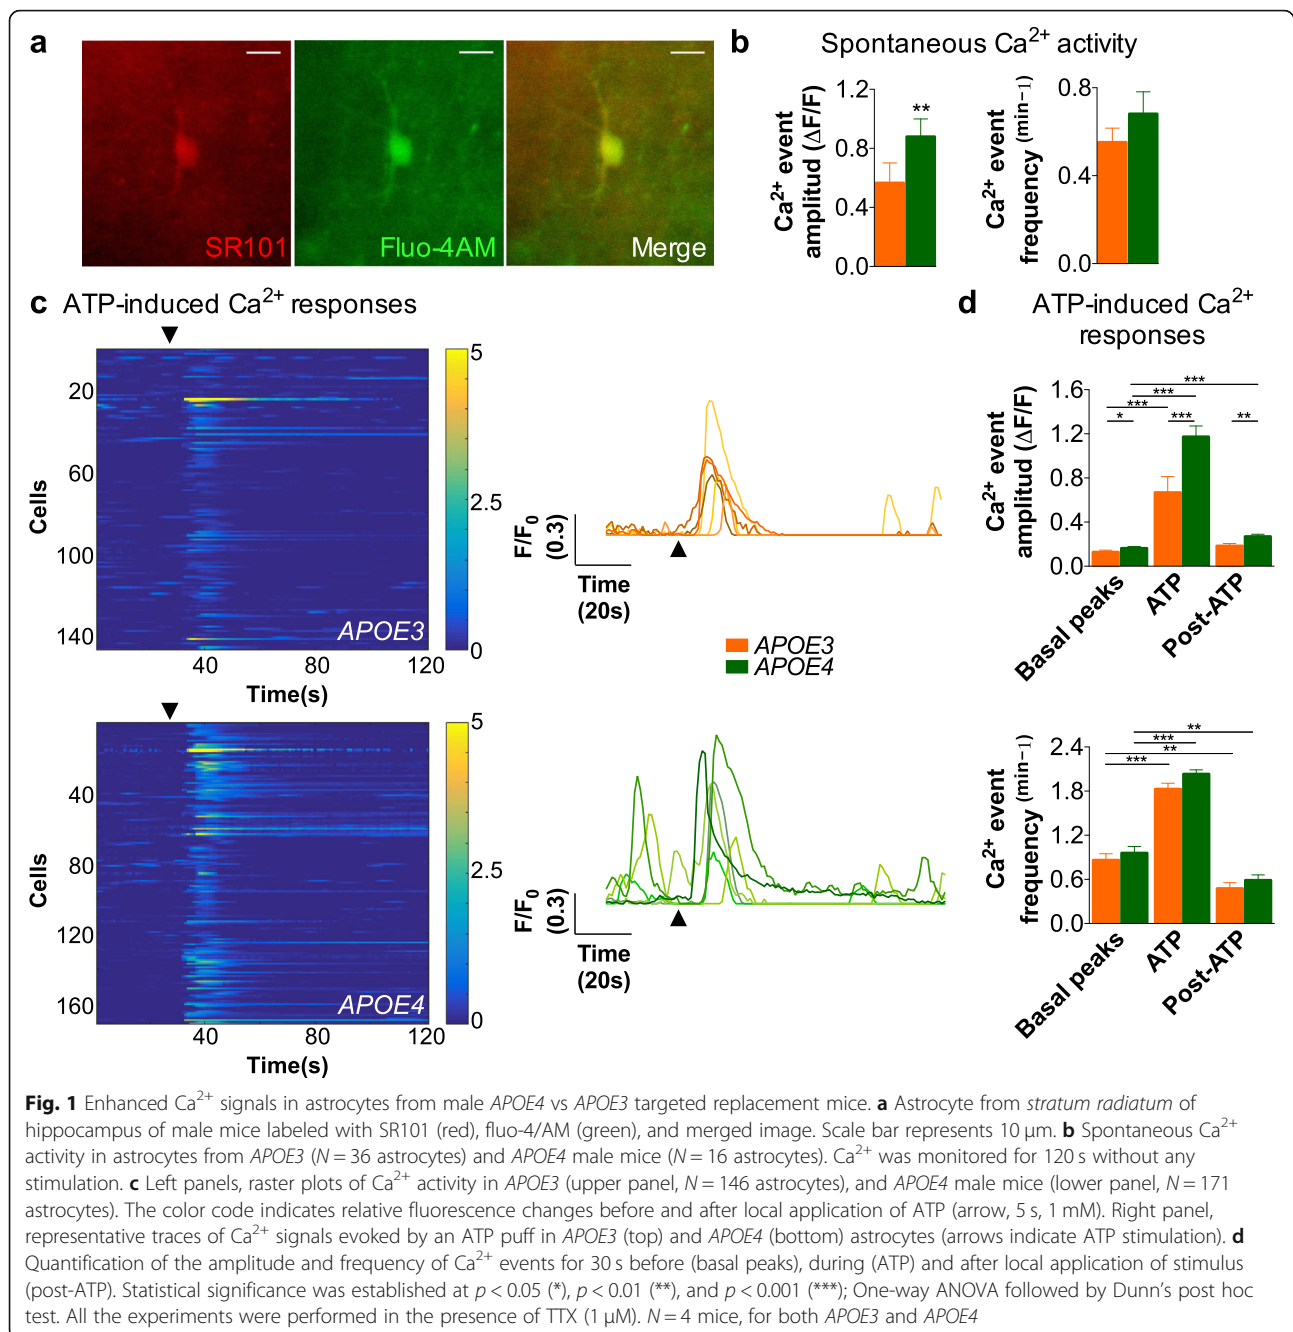 a
SR101
Fluo-4AM
Merge
b
Spontaneous Ca2+ activity
Ca2+ event
amplitud (ΔF/F)
1.2
0.8
0.4
0.0
**
Ca2+ event
frequency (min−1)
0.8
0.4
0.0
c ATP-induced Ca2+ responses
Cells
20
60
100
140
APOE3
40
80
120
Time(s)
5
2.5
0
F/F0
(0.3)
Time
(20s)
APOE3
APOE4
Cells
40
80
120
160
APOE4
40
80
120
Time(s)
5
2.5
0
F/F0
(0.3)
Time
(20s)
d
ATP-induced Ca2+
responses
Ca2+ event
amplitud (ΔF/F)
1.6
1.2
0.8
0.4
0.0
***
***
***
*
***
**
Basal peaks
ATP
Post-ATP
Ca2+ event
frequency (min−1)
2.4
1.8
1.2
0.6
0.0
**
***
**
***
Basal peaks
ATP
Post-ATP
Fig. 1 Enhanced Ca2+ signals in astrocytes from male APOE4 vs APOE3 targeted replacement mice. a Astrocyte from stratum radiatum of
hippocampus of male mice labeled with SR101 (red), fluo-4/AM (green), and merged image. Scale bar represents 10 μm. b Spontaneous Ca2+
activity in astrocytes from APOE3 (N = 36 astrocytes) and APOE4 male mice (N = 16 astrocytes). Ca2+ was monitored for 120 s without any
stimulation. c Left panels, raster plots of Ca2+ activity in APOE3 (upper panel, N = 146 astrocytes), and APOE4 male mice (lower panel, N = 171
astrocytes). The color code indicates relative fluorescence changes before and after local application of ATP (arrow, 5 s, 1 mM). Right panel,
representative traces of Ca2+ signals evoked by an ATP puff in APOE3 (top) and APOE4 (bottom) astrocytes (arrows indicate ATP stimulation). d
Quantification of the amplitude and frequency of Ca2+ events for 30 s before (basal peaks), during (ATP) and after local application of stimulus
(post-ATP). Statistical significance was established at p < 0.05 (*), p < 0.01 (**), and p < 0.001 (***); One-way ANOVA followed by Dunn's post hoc
test. All the experiments were performed in the presence of TTX (1 μM). N = 4 mice, for both APOE3 and APOE4